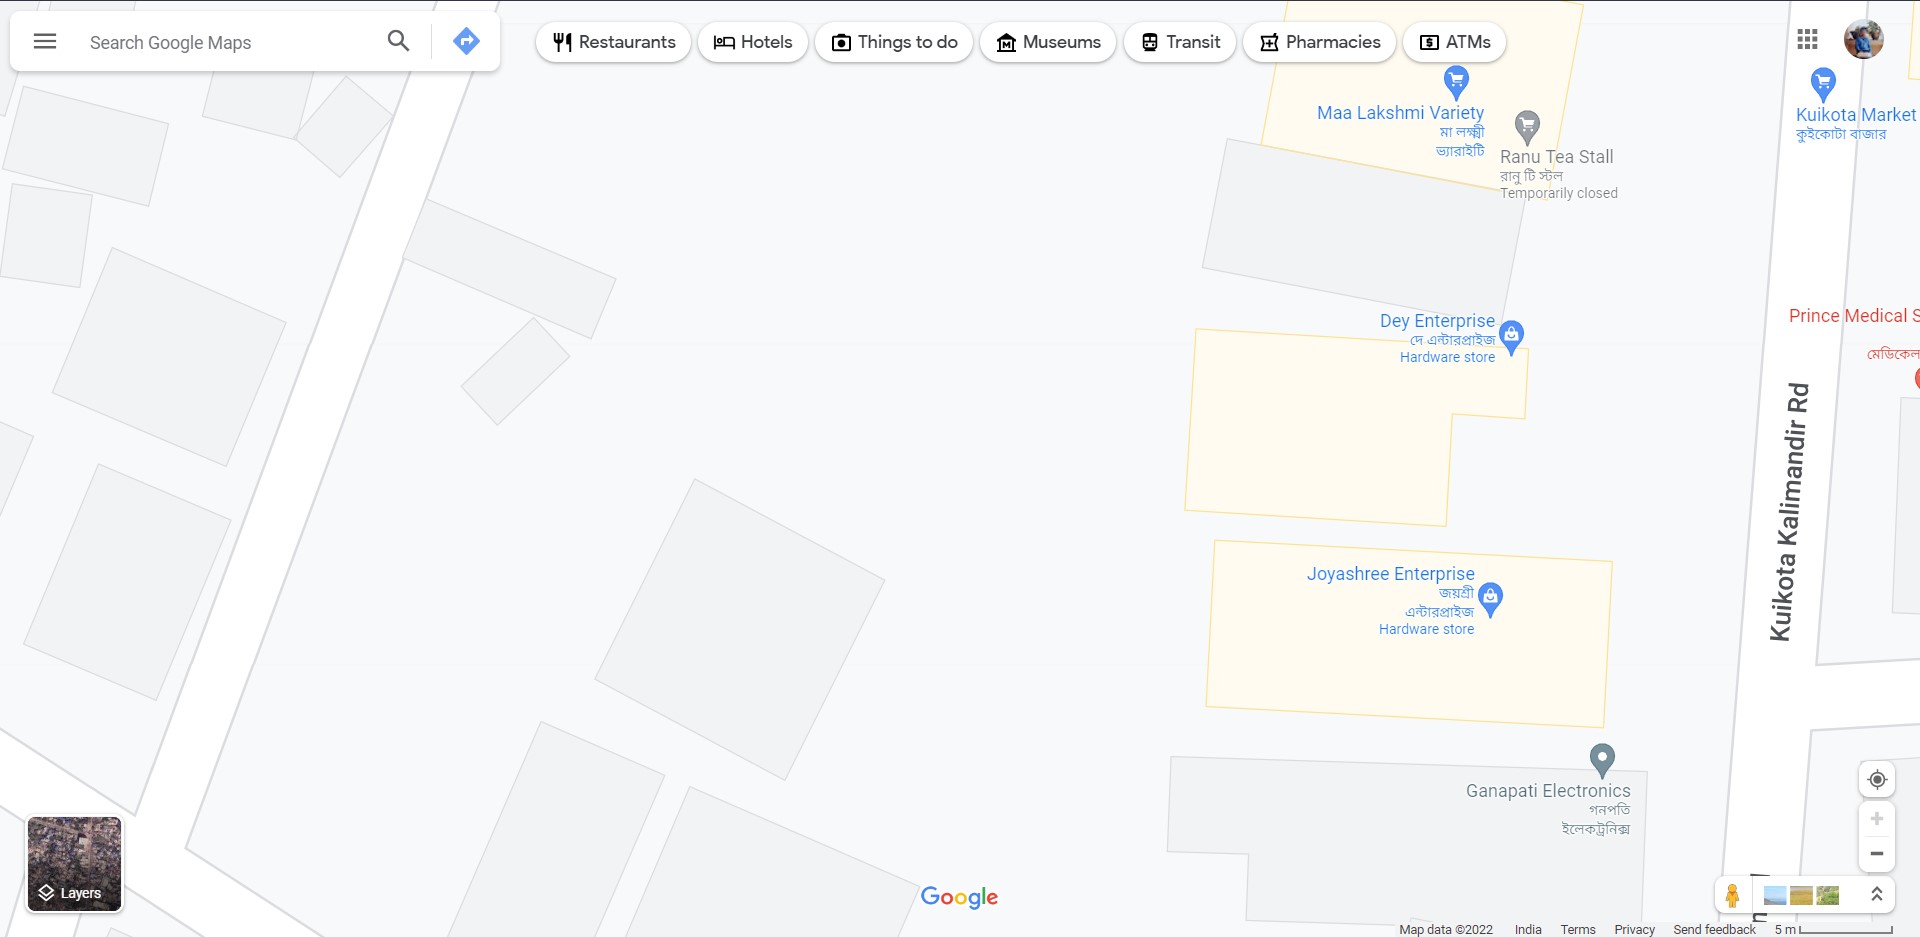 Search Google Maps
Restaurants
Hotels
Things to do
Museums
Transit
Pharmacies
ATMs
Maa Lakshmi Variety
মা লক্ষ্মী
ভ্যারাইটি
Ranu Tea Stall
রানু টি স্টল
Temporarily closed
Kuikota Market
কুইকোটা বাজার
Dey Enterprise
দে এন্টারপ্রাইজ
Hardware store
Prince Medical S
মেডিকেল
Kuikota Kalimandir Rd
Joyashree Enterprise
জয়শ্রী
এন্টারপ্রাইজ
Hardware store
Ganapati Electronics
গনপতি
ইলেকট্রনিক্স
Layers
Google
Map data ©2022 India Terms Privacy Send feedback 5 m